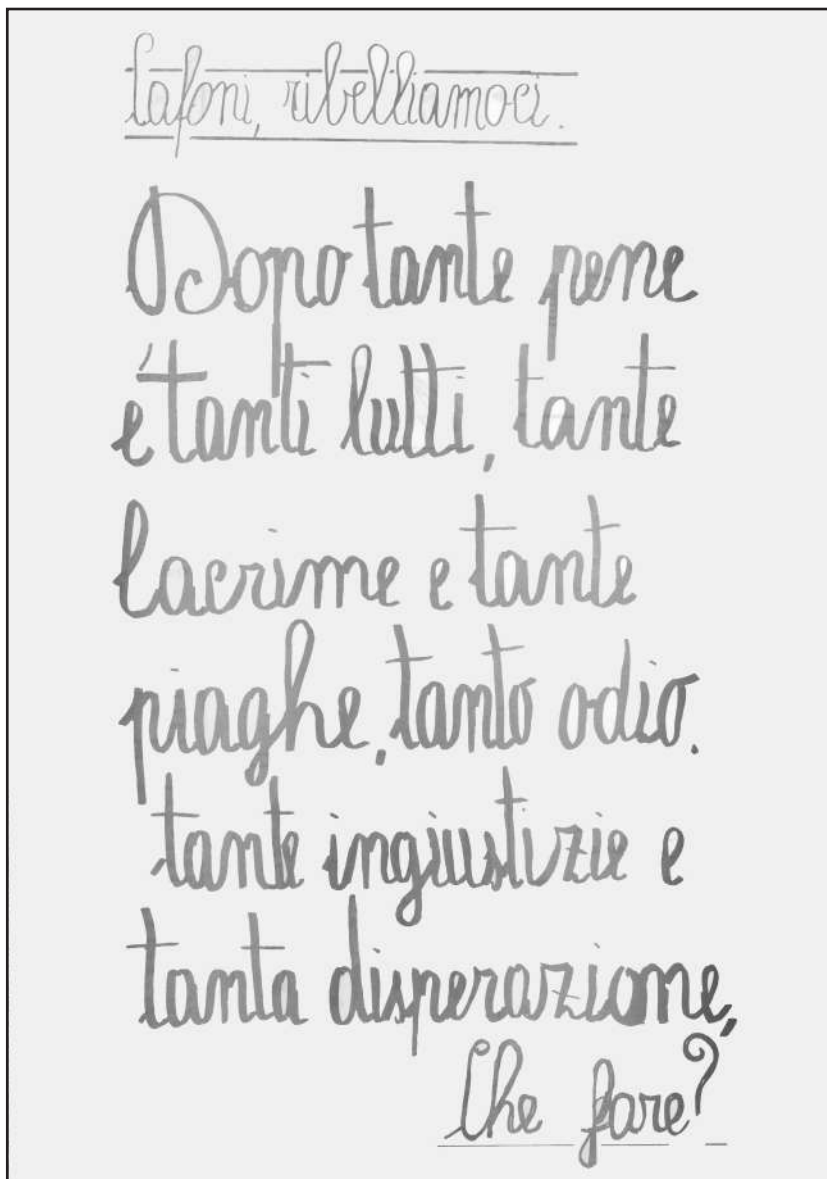 Cafoni, ribelliamoci.
Dopo tante pene
e tanti lutti, tante
lacrime e tante
piaghe, tanto odio.
tante ingiustizie e
tanta disperazione,
Che fare?